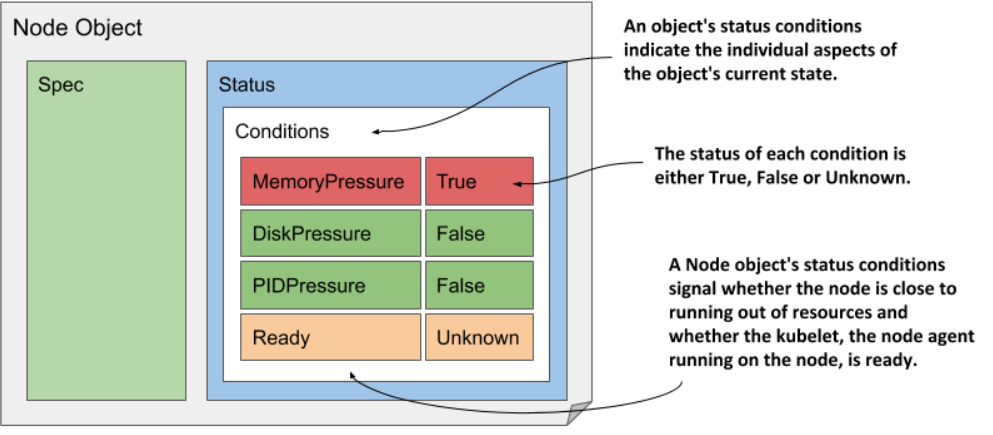 Node Object
Spec
Status
Conditions
MemoryPressure True
DiskPressure False
PIDPressure False
Ready Unknown
An object's status conditions
indicate the individual aspects of
the object's current state.
The status of each condition is
either True, False or Unknown.
A Node object's status conditions
signal whether the node is close to
running out of resources and
whether the kubelet, the node agent
running on the node, is ready.